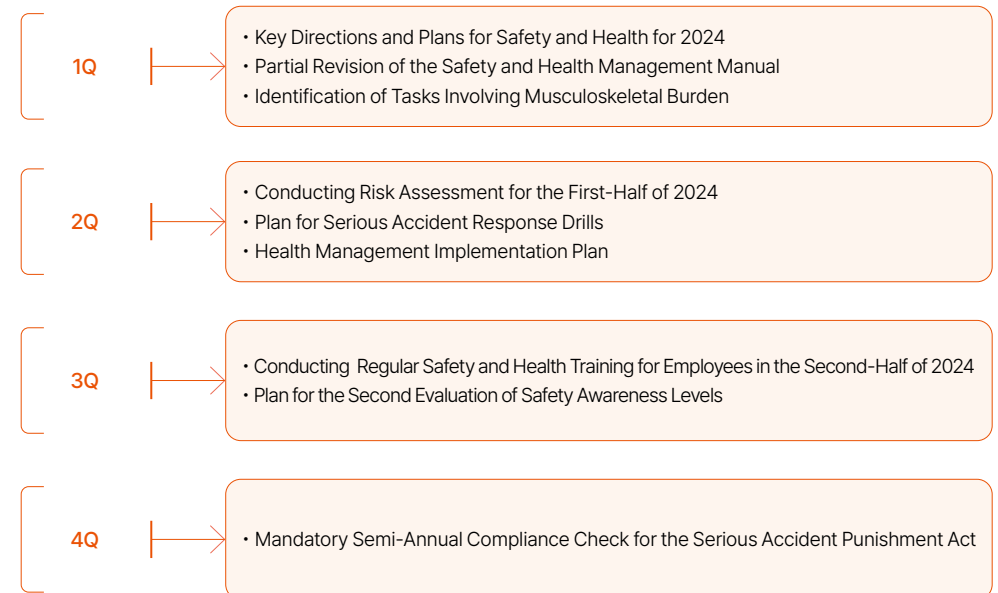 1Q
• Key Directions and Plans for Safety and Health for 2024
• Partial Revision of the Safety and Health Management Manual
• Identification of Tasks Involving Musculoskeletal Burden
2Q
• Conducting Risk Assessment for the First-Half of 2024
• Plan for Serious Accident Response Drills
• Health Management Implementation Plan
3Q
• Conducting Regular Safety and Health Training for Employees in the Second-Half of 2024
• Plan for the Second Evaluation of Safety Awareness Levels
4Q
• Mandatory Semi-Annual Compliance Check for the Serious Accident Punishment Act